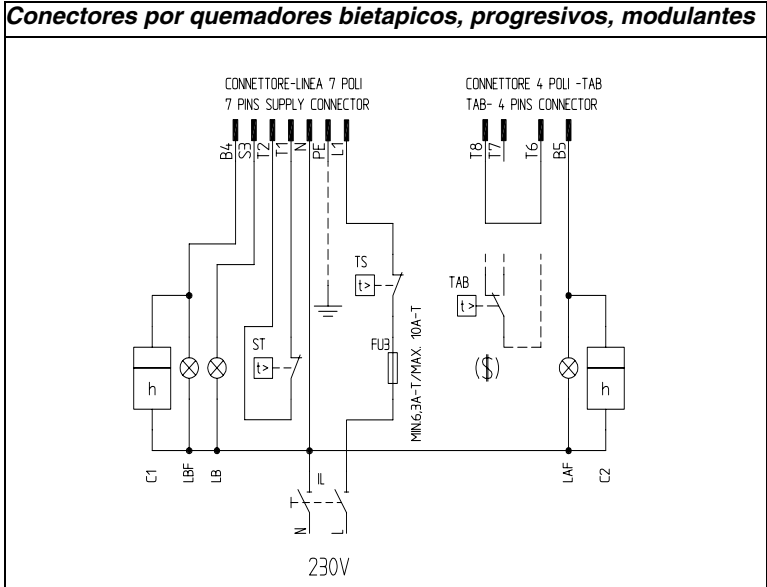 Conectores por quemadores bietapicos, progresivos, modulantes
CONNETTORE-LINEA 7 POLI
7 PINS SUPPLY CONNECTOR
CONNETTORE 4 POLI -TAB
TAB- 4 PINS CONNECTOR
B4
S3
T2
T1
N
PE
L1
T8
T7
T6
B5
TS
t>
TAB
t>
ST
t>
FU3
MIN.6,3A-T/MAX. 10A-T
($)
h
h
C1
LBF
LB
IL
LAF
C2
N
L
230V